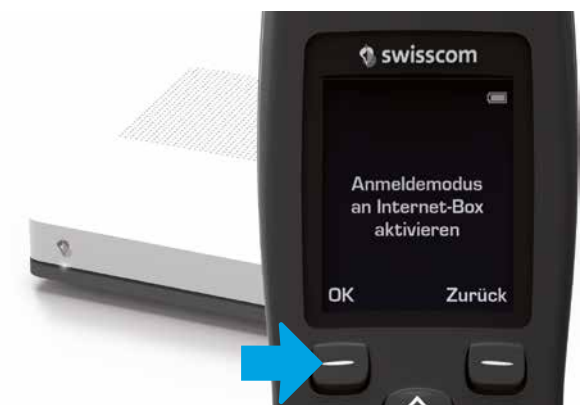 swisscom
Anmeldemodus
an Internet-Box
aktivieren
OK Zurück